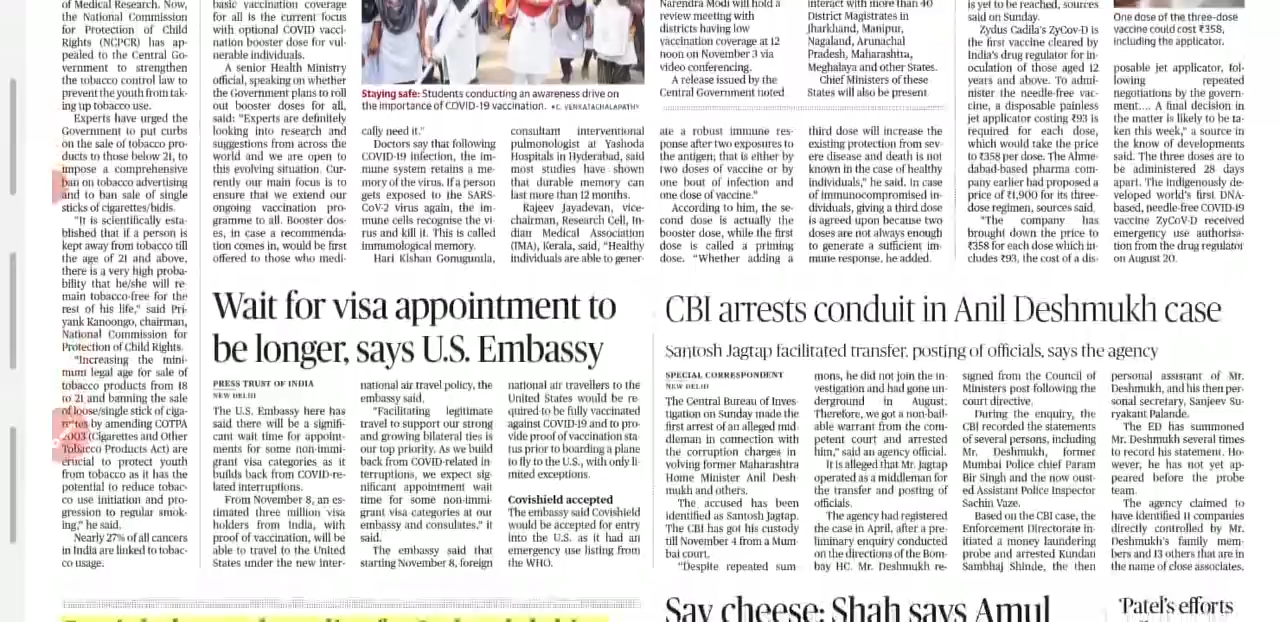 of Medical Research. Now,
the National Commission
for Protection of Child
Rights (NCPCR) has ap-
pealed to the Central Go-
vernment to strengthen
the tobacco control law to
prevent the youth from tak-
ing up tobacco use.
Experts have urged the
Government to put curbs
on the sale of tobacco pro-
ducts to those below 21, to
impose a comprehensive
ban on tobacco advertising
and to ban sale of single
sticks of cigarettes/bidis.
"It is scientifically esta-
blished that if a person is
kept away from tobacco till
the age of 21 and above,
there is a very high proba-
bility that he/she will re-
main tobacco-free for the
rest of his life," said Pri-
yank Kanoongo, chairman,
National Commission for
Protection of Child Rights.
"Increasing the mini-
mum legal age for sale of
tobacco products from 18
to 21 and banning the sale
of loose/single stick of ciga-
rettes by amending COTPA
2003 (Cigarettes and Other
Tobacco Products Act) are
crucial to protect youth
from tobacco as it has the
potential to reduce tobac-
co use initiation and pro-
gression to regular smok-
ing," he said.
Nearly 27% of all cancers
in India are linked to tobac-
co usage.
basic vaccination coverage
for all is the current focus
with optional COVID vacci-
nation booster dose for vul-
nerable individuals.
A senior Health Ministry
official, speaking on whether
the Government plans to roll
out booster doses for all,
said: "Experts are definitely
looking into research and
suggestions from across the
world and we are open to
this evolving situation. Cur-
rently our main focus is to
ensure that we extend our
ongoing vaccination pro-
gramme to all. Booster dos-
es, in case a recommenda-
tion comes in, would be first
offered to those who medi-
Staying safe: Students conducting an awareness drive on
the importance of COVID-19 vaccination. •C. VENKATACHALAPATHY
cally need it."
Doctors say that following
COVID-19 infection, the im-
mune system retains a me-
mory of the virus. If a person
gets exposed to the SARS-
CoV-2 virus again, the im-
mune cells recognise the vi-
rus and kill it. This is called
immunological memory.
Hari Kishan Gonuguntla,
consultant interventional
pulmonologist at Yashoda
Hospitals in Hyderabad, said
most studies have shown
that durable memory can
last more than 12 months.
Rajeev Jayadevan, vice-
chairman, Research Cell, In-
dian Medical Association
(IMA), Kerala, said, "Healthy
individuals are able to gener-
Narendra Modi will hold a
review meeting with
districts having low
vaccination coverage at 12
noon on November 3 via
video conferencing.
A release issued by the
Central Government noted
interact with more than 40
District Magistrates in
Jharkhand, Manipur,
Nagaland, Arunachal
Pradesh, Maharashtra,
Meghalaya and other States.
Chief Ministers of these
States will also be present
ate a robust immune res-
ponse after two exposures to
the antigen; that is either by
two doses of vaccine or by
one bout of infection and
one dose of vaccine."
According to him, the se-
cond dose is actually the
booster dose, while the first
dose is called a priming
dose. "Whether adding a
third dose will increase the
existing protection from sev-
ere disease and death is not
known in the case of healthy
individuals," he said. In case
of immunocompromised in-
dividuals, giving a third dose
is agreed upon because two
doses are not always enough
to generate a sufficient im-
mune response, he added.
is yet to be reached, sources
said on Sunday.
Zydus Cadila's ZyCov-D is
the first vaccine cleared by
India's drug regulator for in-
oculation of those aged 12
years and above. To admi-
nister the needle-free vac-
cine, a disposable painless
jet applicator costing ₹93 is
required for each dose,
which would take the price
to ₹358 per dose. The Ahme-
dabad-based pharma com-
pany earlier had proposed a
price of ₹1,900 for its three-
dose regimen, sources said.
"The company has
brought down the price to
₹358 for each dose which in-
cludes ₹93, the cost of a dis-
One dose of the three-dose
vaccine could cost ₹358,
including the applicator.
posable jet applicator, fol-
lowing repeated
negotiations by the govern-
ment.... A final decision in
the matter is likely to be ta-
ken this week," a source in
the know of developments
said. The three doses are to
be administered 28 days
apart. The indigenously de-
veloped world's first DNA-
based, needle-free COVID-19
vaccine ZyCoV-D received
emergency use authorisa-
tion from the drug regulator
on August 20.
Wait for visa appointment to
be longer, says U.S. Embassy
PRESS TRUST OF INDIA
NEW DELHI
The U.S. Embassy here has
said there will be a signifi-
cant wait time for appoint-
ments for some non-immi-
grant visa categories as it
builds back from COVID-re-
lated interruptions.
From November 8, an es-
timated three million visa
holders from India, with
proof of vaccination, will be
able to travel to the United
States under the new inter-
national air travel policy, the
embassy said.
"Facilitating legitimate
travel to support our strong
and growing bilateral ties is
our top priority. As we build
back from COVID-related in-
terruptions, we expect sig-
nificant appointment wait
time for some non-immi-
grant visa categories at our
embassy and consulates," it
said.
The embassy said that
starting November 8, foreign
national air travellers to the
United States would be re-
quired to be fully vaccinated
against COVID-19 and to pro-
vide proof of vaccination sta-
tus prior to boarding a plane
to fly to the U.S., with only li-
mited exceptions.
Covishield accepted
The embassy said Covishield
would be accepted for entry
into the U.S. as it had an
emergency use listing from
the WHO.
CBI arrests conduit in Anil Deshmukh case
Santosh Jagtap facilitated transfer, posting of officials, says the agency
SPECIAL CORRESPONDENT
NEW DELHI
The Central Bureau of Inves-
tigation on Sunday made the
first arrest of an alleged mid-
dleman in connection with
the corruption charges in-
volving former Maharashtra
Home Minister Anil Desh-
mukh and others.
The accused has been
identified as Santosh Jagtap.
The CBI has got his custody
till November 4 from a Mum-
bai court.
"Despite repeated sum-
mons, he did not join the in-
vestigation and had gone un-
derground in August.
Therefore, we got a non-bail-
able warrant from the com-
petent court and arrested
him," said an agency official.
It is alleged that Mr. Jagtap
operated as a middleman for
the transfer and posting of
officials.
The agency had registered
the case in April, after a pre-
liminary enquiry conducted
on the directions of the Bom-
bay HC. Mr. Deshmukh re-
signed from the Council of
Ministers post following the
court directive.
During the enquiry, the
CBI recorded the statements
of several persons, including
Mr. Deshmukh, former
Mumbai Police chief Param
Bir Singh and the now oust-
ed Assistant Police Inspector
Sachin Vaze.
Based on the CBI case, the
Enforcement Directorate in-
itiated a money laundering
probe and arrested Kundan
Sambhaj Shinde, the then
personal assistant of Mr.
Deshmukh, and his then per-
sonal secretary, Sanjeev Su-
ryakant Palande.
The ED has summoned
Mr. Deshmukh several times
to record his statement. Ho-
wever, he has not yet ap-
peared before the probe
team.
The agency claimed to
have identified 11 companies
directly controlled by Mr.
Deshmukh's family mem-
bers and 13 others that are in
the name of close associates.
Say cheese: Shah says Amul
'Patel's efforts